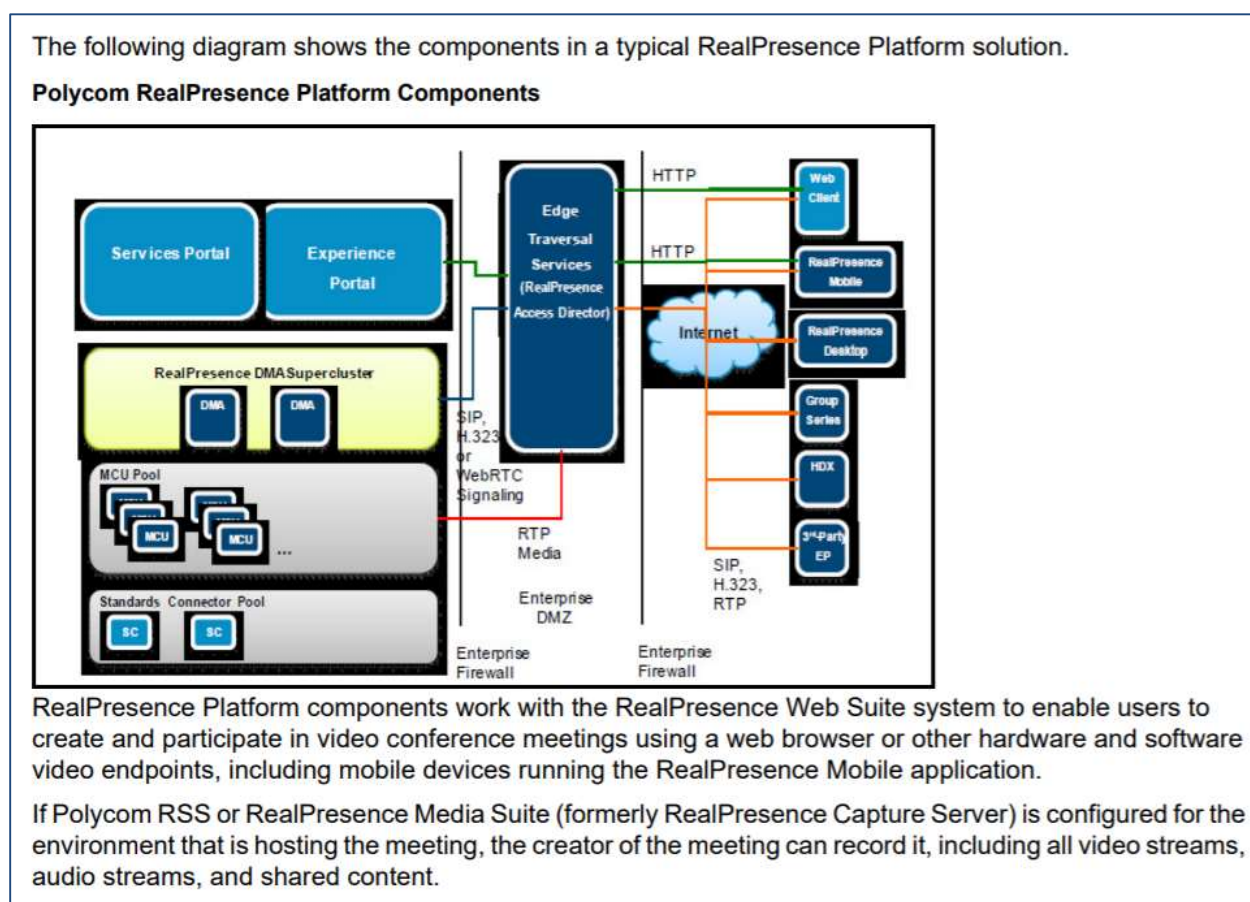 The following diagram shows the components in a typical RealPresence Platform solution.
Polycom RealPresence Platform Components
Services Portal
Experience
Portal
RealPresence DMASupercluster
DMA
DMA
MCU Pool
MCU
MCU
...
Standards Connector Pool
SC
SC
SIP,
H.323
or
WebRTC
Signaling
Enterprise
Firewall
Edge
Traversal
Services
(RealPresence
Access Director)
RTP
Media
Enterprise
DMZ
HTTP
HTTP
Internet
SIP,
H.323,
RTP
Enterprise
Firewall
Web
Client
RealPresence
Mobile
RealPresence
Desktop
Group
Series
HDX
3rd-Party
EP
RealPresence Platform components work with the RealPresence Web Suite system to enable users to
create and participate in video conference meetings using a web browser or other hardware and software
video endpoints, including mobile devices running the RealPresence Mobile application.
If Polycom RSS or RealPresence Media Suite (formerly RealPresence Capture Server) is configured for the
environment that is hosting the meeting, the creator of the meeting can record it, including all video streams,
audio streams, and shared content.